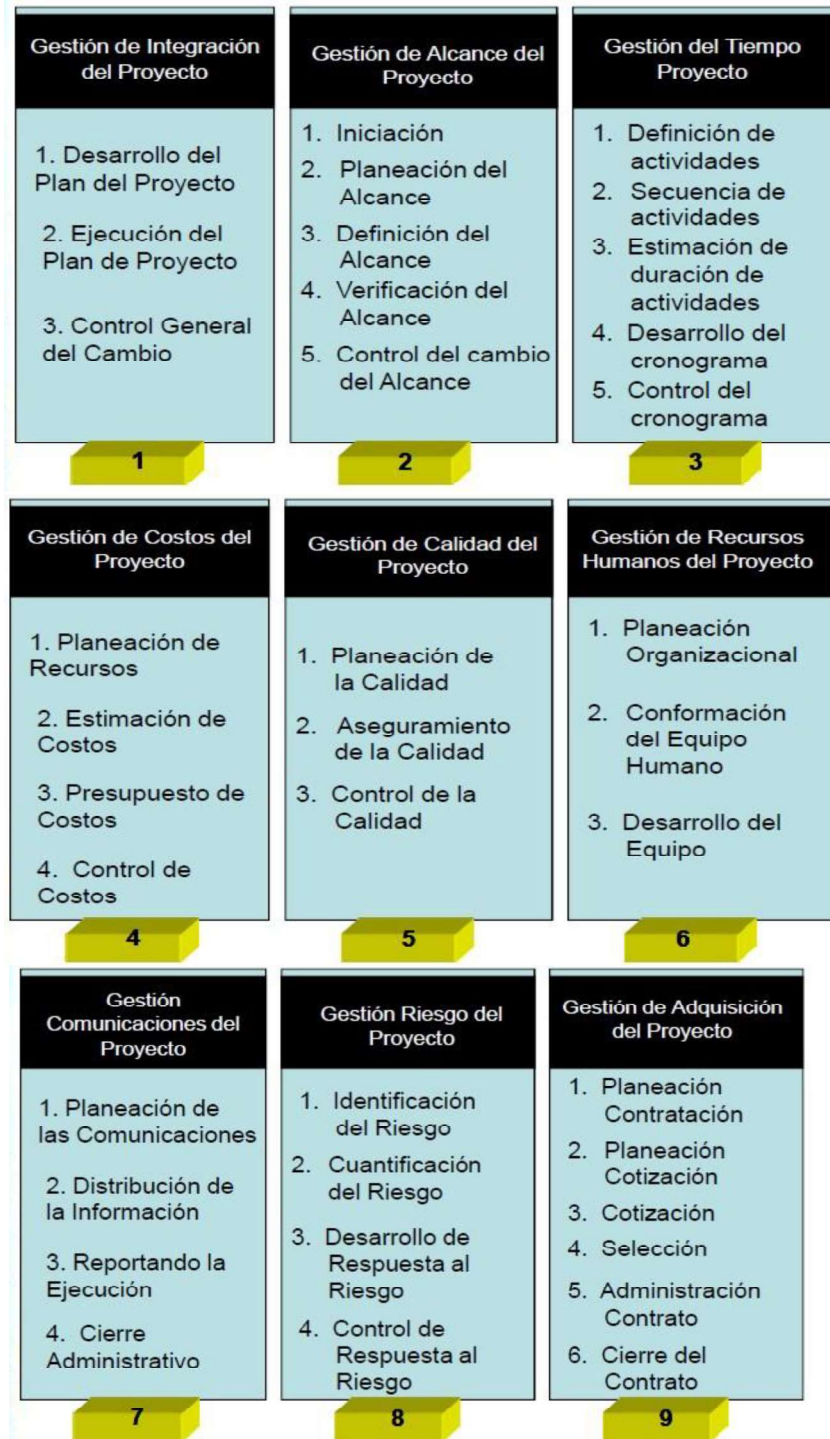 Gestión de Integración
del Proyecto
1. Desarrollo del
Plan del Proyecto
2. Ejecución del
Plan de Proyecto
3. Control General
del Cambio
1
Gestión de Alcance del
Proyecto
1. Iniciación
2. Planeación del
Alcance
3. Definición del
Alcance
4. Verificación del
Alcance
5. Control del cambio
del Alcance
2
Gestión del Tiempo
Proyecto
1. Definición de
actividades
2. Secuencia de
actividades
3. Estimación de
duración de
actividades
4. Desarrollo del
cronograma
5. Control del
cronograma
3
Gestión de Costos del
Proyecto
1. Planeación de
Recursos
2. Estimación de
Costos
3. Presupuesto de
Costos
4. Control de
Costos
4
Gestión de Calidad del
Proyecto
1. Planeación de
la Calidad
2. Aseguramiento
de la Calidad
3. Control de la
Calidad
5
Gestión de Recursos
Humanos del Proyecto
1. Planeación
Organizacional
2. Conformación
del Equipo
Humano
3. Desarrollo del
Equipo
6
Gestión
Comunicaciones del
Proyecto
1. Planeación de
las Comunicaciones
2. Distribución de
la Información
3. Reportando la
Ejecución
4. Cierre
Administrativo
7
Gestión Riesgo del
Proyecto
1. Identificación
del Riesgo
2. Cuantificación
del Riesgo
3. Desarrollo de
Respuesta al
Riesgo
4. Control de
Respuesta al
Riesgo
8
Gestión de Adquisición
del Proyecto
1. Planeación
Contratación
2. Planeación
Cotización
3. Cotización
4. Selección
5. Administración
Contrato
6. Cierre del
Contrato
9